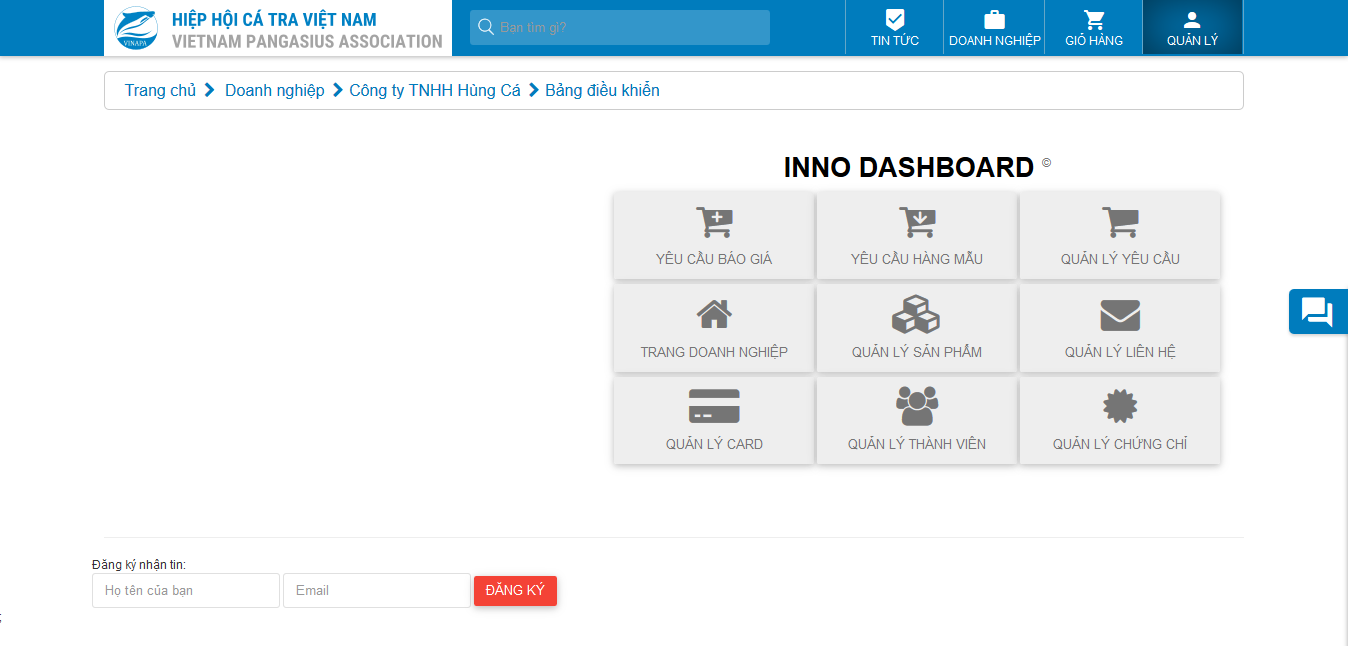 HIỆP HỘI CÁ TRA VIỆT NAM
VIETNAM PANGASIUS ASSOCIATION
VINAPA
Bạn tìm gì?
TIN TỨC
DOANH NGHIỆP
GIỎ HÀNG
QUẢN LÝ
Trang chủ Doanh nghiệp Công ty TNHH Hùng Cá Bảng điều khiển
INNO DASHBOARD ©
YÊU CẦU BÁO GIÁ
YÊU CẦU HÀNG MẪU
QUẢN LÝ YÊU CẦU
TRANG DOANH NGHIỆP
QUẢN LÝ SẢN PHẨM
QUẢN LÝ LIÊN HỆ
QUẢN LÝ CARD
QUẢN LÝ THÀNH VIÊN
QUẢN LÝ CHỨNG CHỈ
Đăng ký nhận tin:
Họ tên của bạn
Email
ĐĂNG KÝ
;